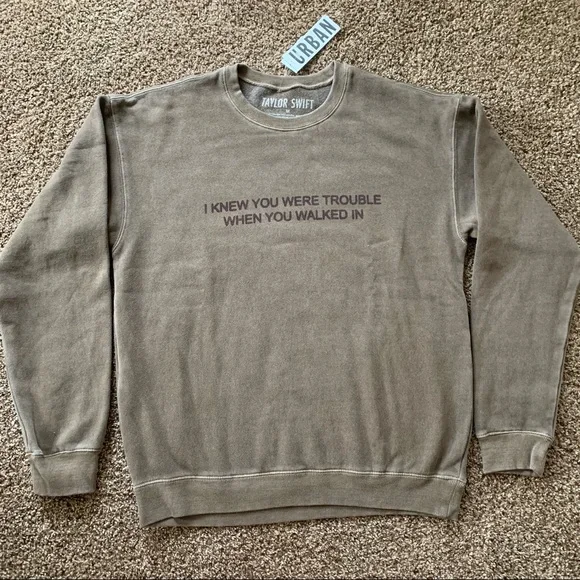 URBAN
TAYLOR SWIFT
I KNEW YOU WERE TROUBLE
WHEN YOU WALKED IN